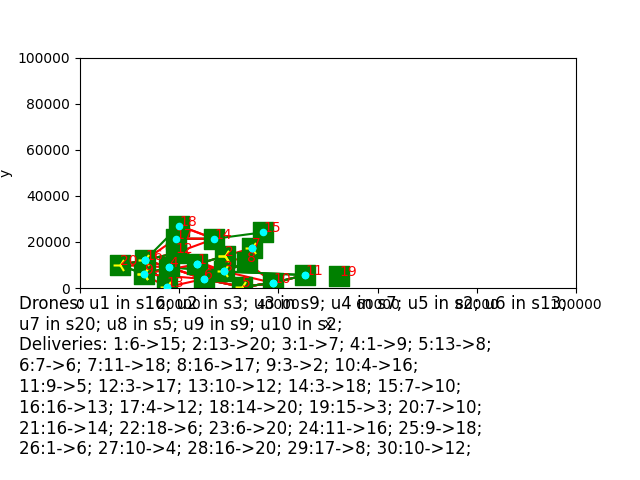 100000
80000
60000
40000
20000
0
y
18
4
15
11
19
Drones: u1 in s16; u2 in s3; u3 in s9; u4 in s7; u5 in s2; u6 in s13;
u7 in s20; u8 in s5; u9 in s9; u10 in s2;
x
Deliveries: 1:6->15; 2:13->20; 3:1->7; 4:1->9; 5:13->8;
6:7->6; 7:11->18; 8:16->17; 9:3->2; 10:4->16;
11:9->5; 12:3->17; 13:10->12; 14:3->18; 15:7->10;
16:16->13; 17:4->12; 18:14->20; 19:15->3; 20:7->10;
21:16->14; 22:18->6; 23:6->20; 24:11->16; 25:9->18;
26:1->6; 27:10->4; 28:16->20; 29:17->8; 30:10->12;